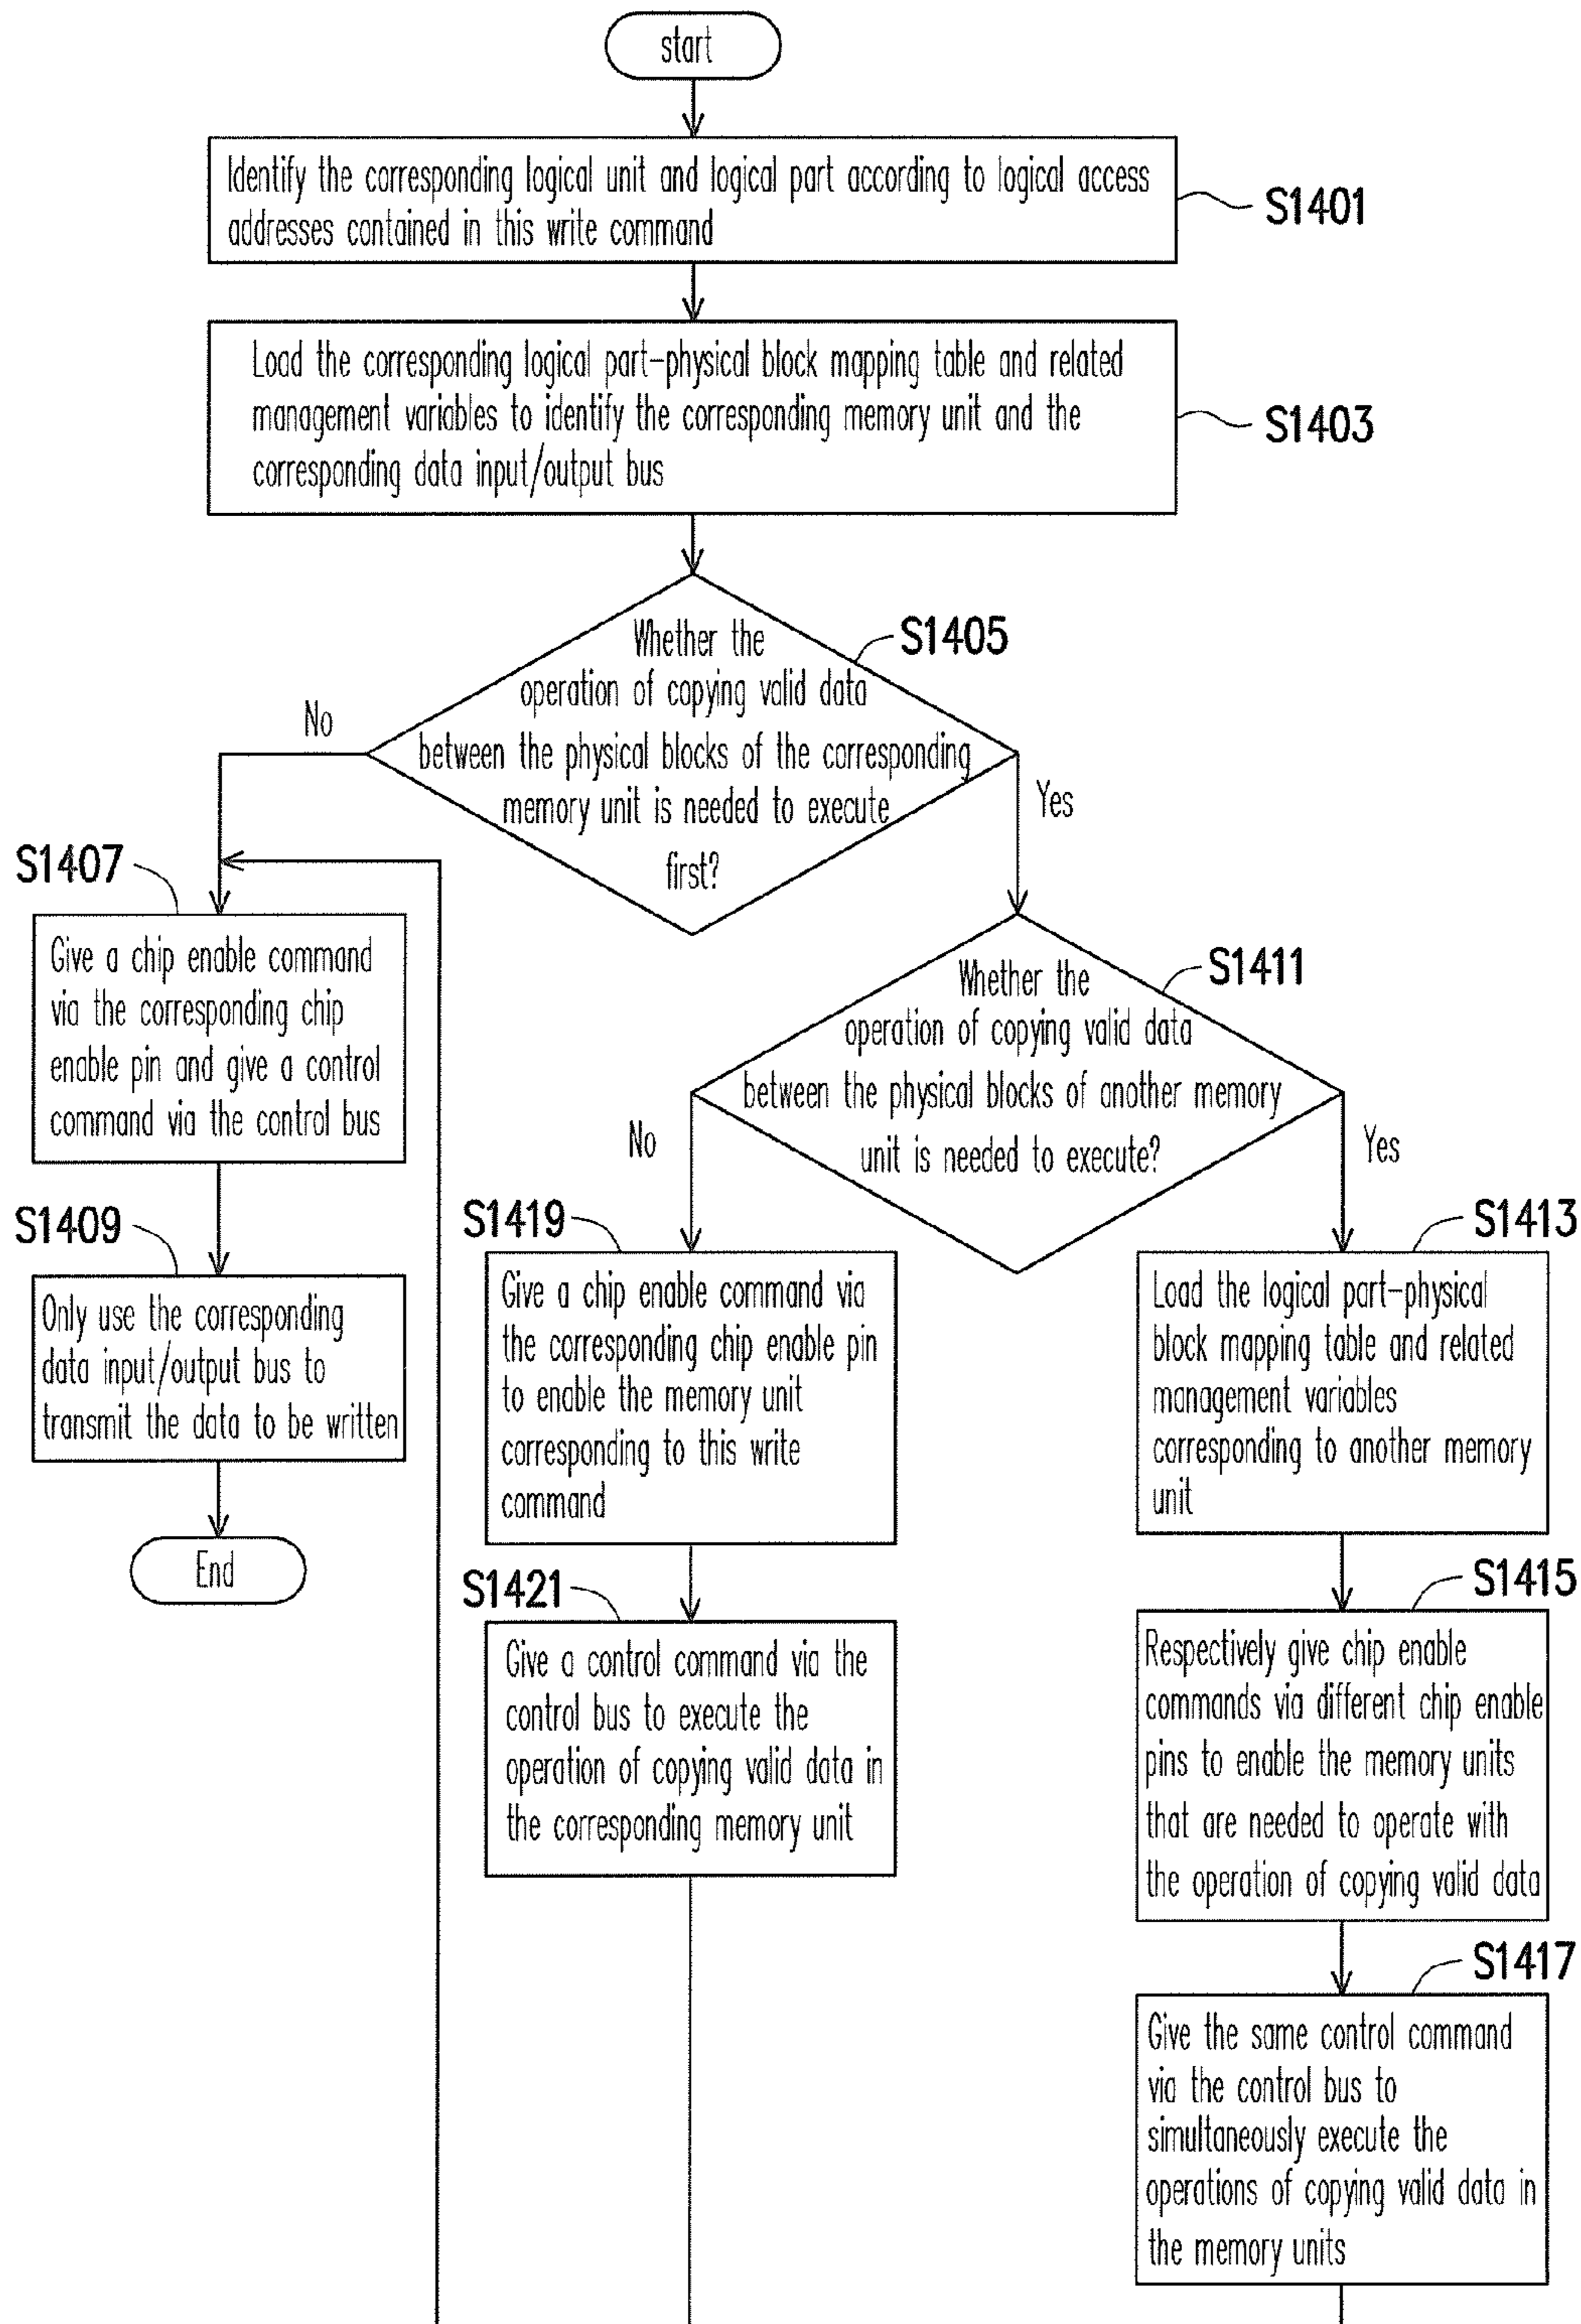 start
Identify the corresponding logical unit and logical part according to logical access
addresses contained in this write command
S1401
Load the corresponding logical part-physical block mapping table and related
management variables to identify the corresponding memory unit and the
corresponding data input/output bus
S1403
Whether the
operation of copying valid data
between the physical blocks of the corresponding
memory unit is needed to execute
first?
S1405
No
Yes
S1407
Give a chip enable command
via the corresponding chip
enable pin and give a control
command via the control bus
S1409
Only use the corresponding
data input/output bus to
transmit the data to be written
End
Whether the
operation of copying valid data
between the physical blocks of another memory
unit is needed to execute?
S1411
No
Yes
S1419
Give a chip enable command via
the corresponding chip enable pin
to enable the memory unit
corresponding to this write
command
S1421
Give a control command via the
control bus to execute the
operation of copying valid data in
the corresponding memory unit
S1413
Load the logical part-physical
block mapping table and related
management variables
corresponding to another memory
unit
S1415
Respectively give chip enable
commands via different chip enable
pins to enable the memory units
that are needed to operate with
the operation of copying valid data
S1417
Give the same control command
via the control bus to
simultaneously execute the
operations of copying valid data in
the memory units